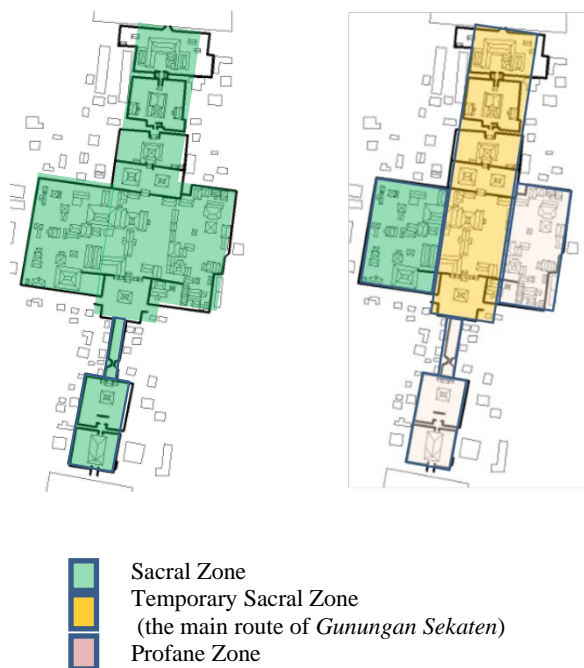 Sacral Zone
Temporary Sacral Zone
(the main route of Gunungan Sekaten)
Profane Zone